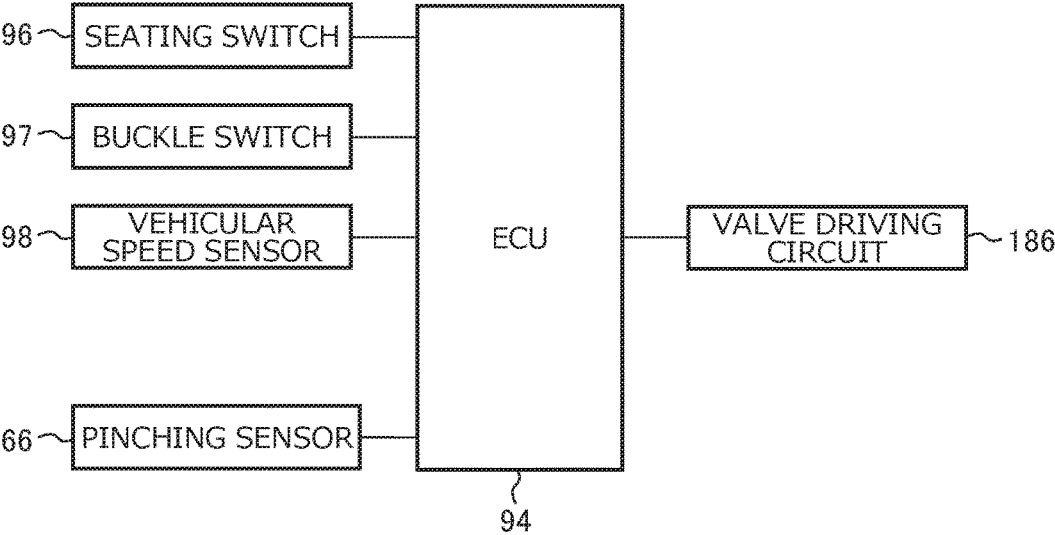 96
SEATING SWITCH
97
BUCKLE SWITCH
98
VEHICULAR
SPEED SENSOR
ECU
VALVE DRIVING
CIRCUIT
186
66
PINCHING SENSOR
94